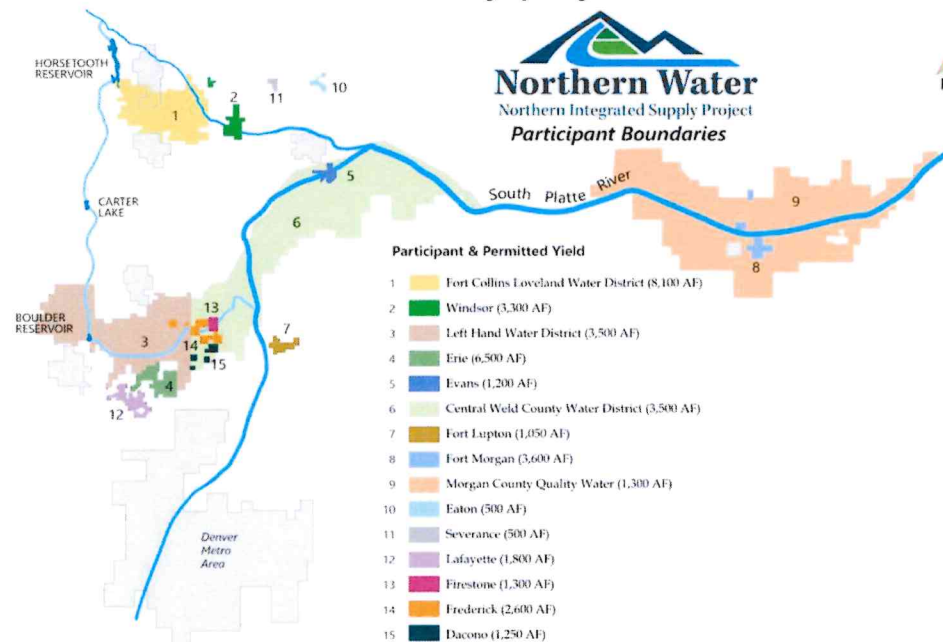 Northern Water
Northern Integrated Supply Project
Participant Boundaries
HORSETOOTH
RESERVOIR
1
2
11
10
CARTER
LAKE
5
6
South Platte River
9
8
BOULDER
RESERVOIR
3
13
14
15
7
4
12
Denver
Metro
Area
Participant & Permitted Yield
1 Fort Collins Loveland Water District (8,100 AF)
2 Windsor (3,300 AF)
3 Left Hand Water District (3,500 AF)
4 Erie (6,500 AF)
5 Evans (1,200 AF)
6 Central Weld County Water District (3,500 AF)
7 Fort Lupton (1,050 AF)
8 Fort Morgan (3,600 AF)
9 Morgan County Quality Water (1,300 AF)
10 Eaton (500 AF)
11 Severance (500 AF)
12 Lafayette (1,800 AF)
13 Firestone (1,300 AF)
14 Frederick (2,600 AF)
15 Dacono (1,250 AF)